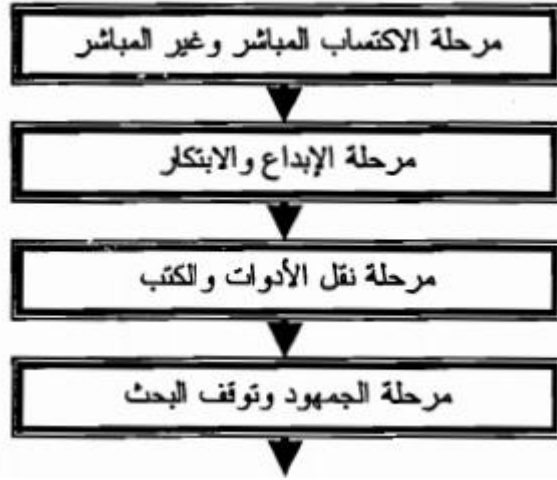 مرحلة الاكتساب المباشر وغير المباشر
مرحلة الإبداع والابتكار
مرحلة نقل الأدوات والكتب
مرحلة الجمهود وتوقف البحث